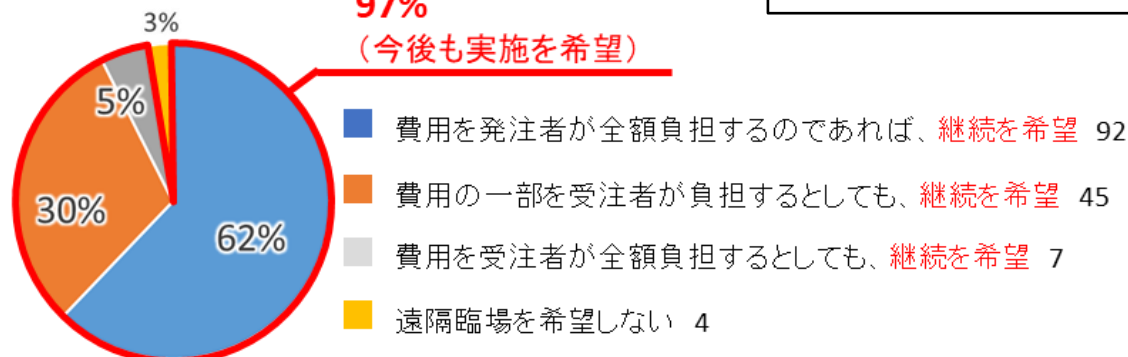 97%
(今後も実施を希望)
3%
5%
30%
62%
費用を発注者が全額負担するのであれば、継続を希望 92
費用の一部を受注者が負担するとしても、継続を希望 45
費用を受注者が全額負担するとしても、継続を希望 7
遠隔臨場を希望しない 4